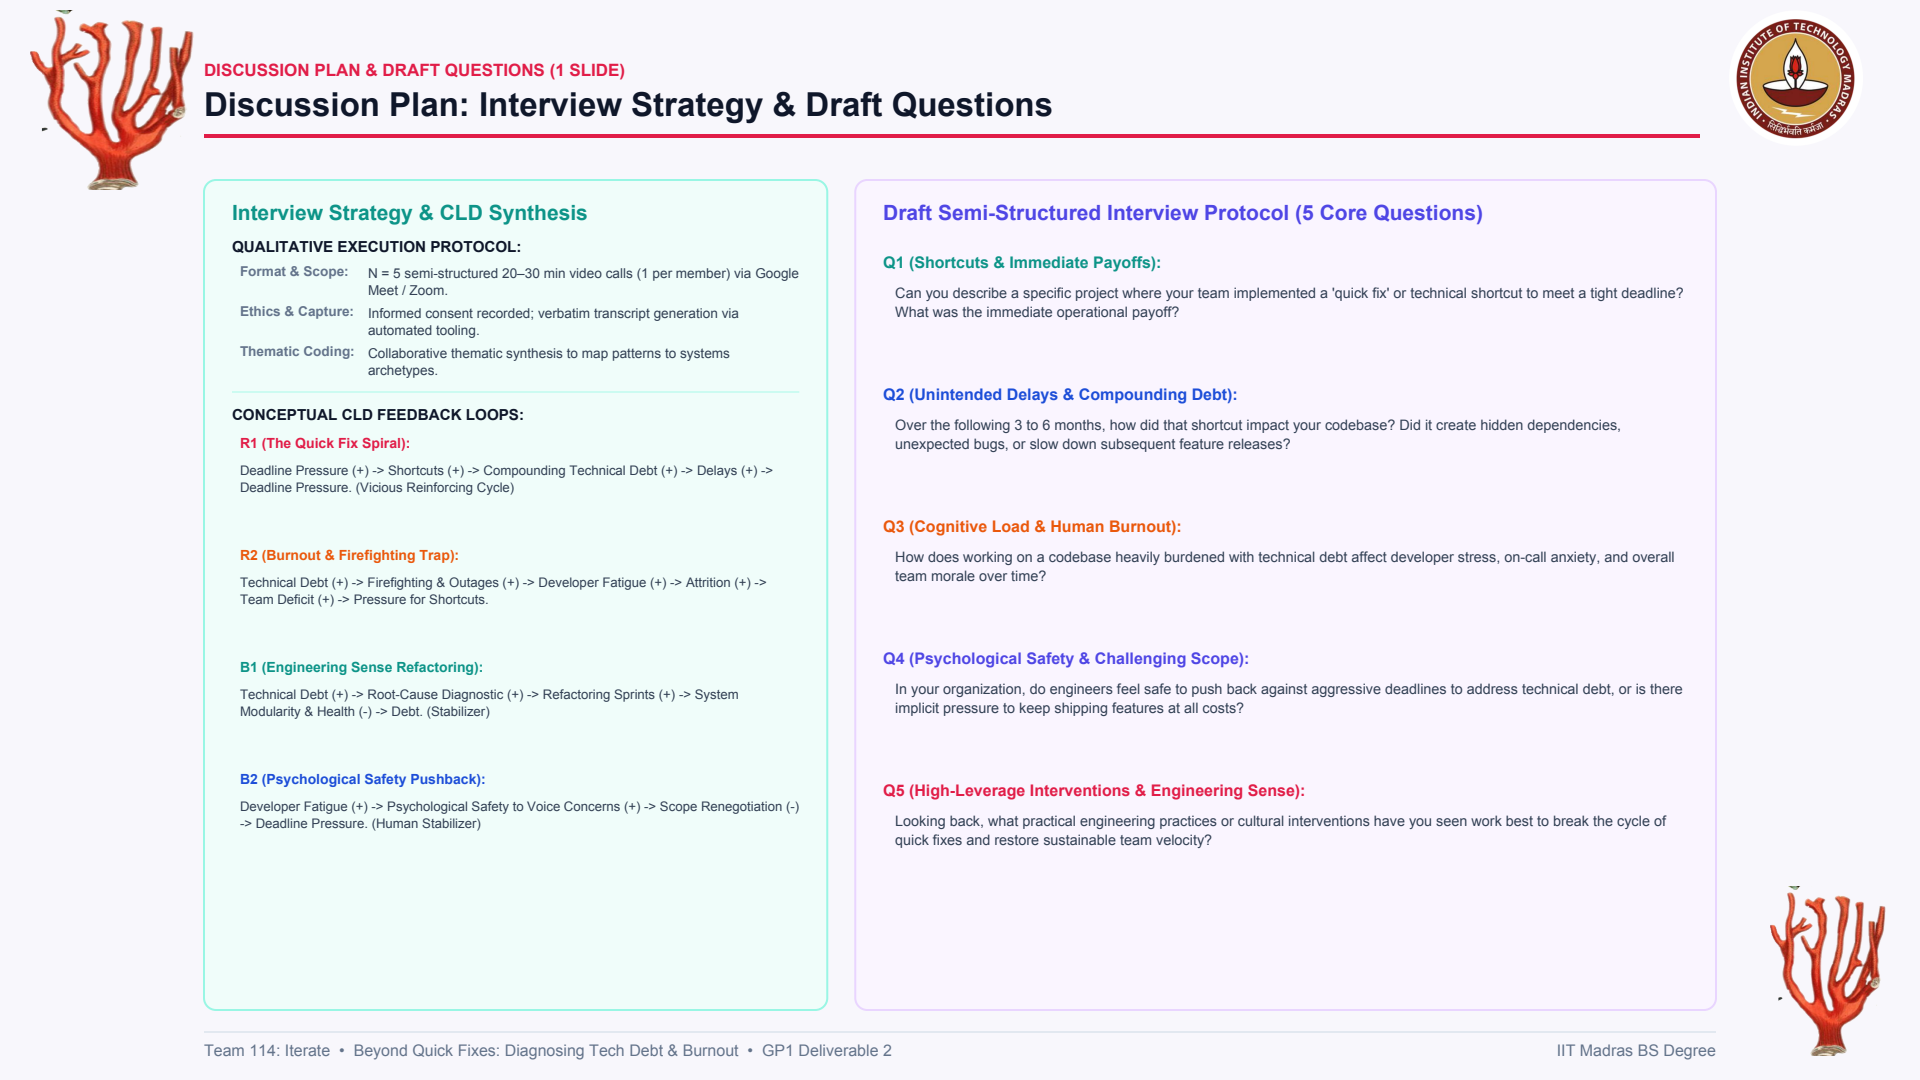 DISCUSSION PLAN & DRAFT QUESTIONS (1 SLIDE)
Discussion Plan: Interview Strategy & Draft Questions
INDIAN INSTITUTE OF TECHNOLOGY MADRAS
सिद्धिर्भवति कर्मजा
Interview Strategy & CLD Synthesis
QUALITATIVE EXECUTION PROTOCOL:
Format & Scope: N = 5 semi-structured 20–30 min video calls (1 per member) via Google
Meet / Zoom.
Ethics & Capture: Informed consent recorded; verbatim transcript generation via
automated tooling.
Thematic Coding: Collaborative thematic synthesis to map patterns to systems
archetypes.
CONCEPTUAL CLD FEEDBACK LOOPS:
R1 (The Quick Fix Spiral):
Deadline Pressure (+) -> Shortcuts (+) -> Compounding Technical Debt (+) -> Delays (+) ->
Deadline Pressure. (Vicious Reinforcing Cycle)
R2 (Burnout & Firefighting Trap):
Technical Debt (+) -> Firefighting & Outages (+) -> Developer Fatigue (+) -> Attrition (+) ->
Team Deficit (+) -> Pressure for Shortcuts.
B1 (Engineering Sense Refactoring):
Technical Debt (+) -> Root-Cause Diagnostic (+) -> Refactoring Sprints (+) -> System
Modularity & Health (-) -> Debt. (Stabilizer)
B2 (Psychological Safety Pushback):
Developer Fatigue (+) -> Psychological Safety to Voice Concerns (+) -> Scope Renegotiation (-)
-> Deadline Pressure. (Human Stabilizer)
Draft Semi-Structured Interview Protocol (5 Core Questions)
Q1 (Shortcuts & Immediate Payoffs):
Can you describe a specific project where your team implemented a 'quick fix' or technical shortcut to meet a tight deadline?
What was the immediate operational payoff?
Q2 (Unintended Delays & Compounding Debt):
Over the following 3 to 6 months, how did that shortcut impact your codebase? Did it create hidden dependencies,
unexpected bugs, or slow down subsequent feature releases?
Q3 (Cognitive Load & Human Burnout):
How does working on a codebase heavily burdened with technical debt affect developer stress, on-call anxiety, and overall
team morale over time?
Q4 (Psychological Safety & Challenging Scope):
In your organization, do engineers feel safe to push back against aggressive deadlines to address technical debt, or is there
implicit pressure to keep shipping features at all costs?
Q5 (High-Leverage Interventions & Engineering Sense):
Looking back, what practical engineering practices or cultural interventions have you seen work best to break the cycle of
quick fixes and restore sustainable team velocity?
Team 114: Iterate • Beyond Quick Fixes: Diagnosing Tech Debt & Burnout • GP1 Deliverable 2
IIT Madras BS Degree